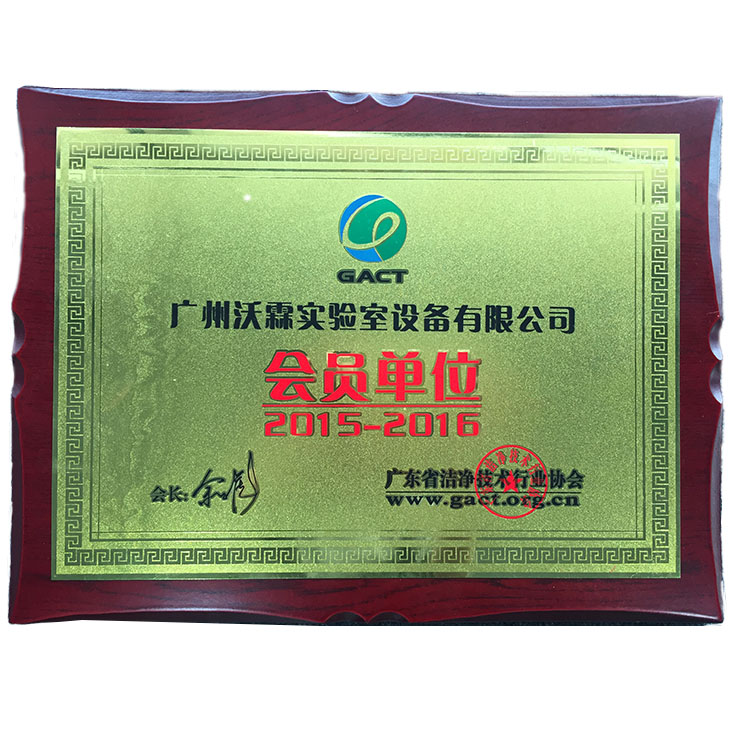 GACT
广州沃霖实验室设备有限公司
会员单位
2015-2016
会长:
广东省洁净技术行业协会
www.gact.org.cn